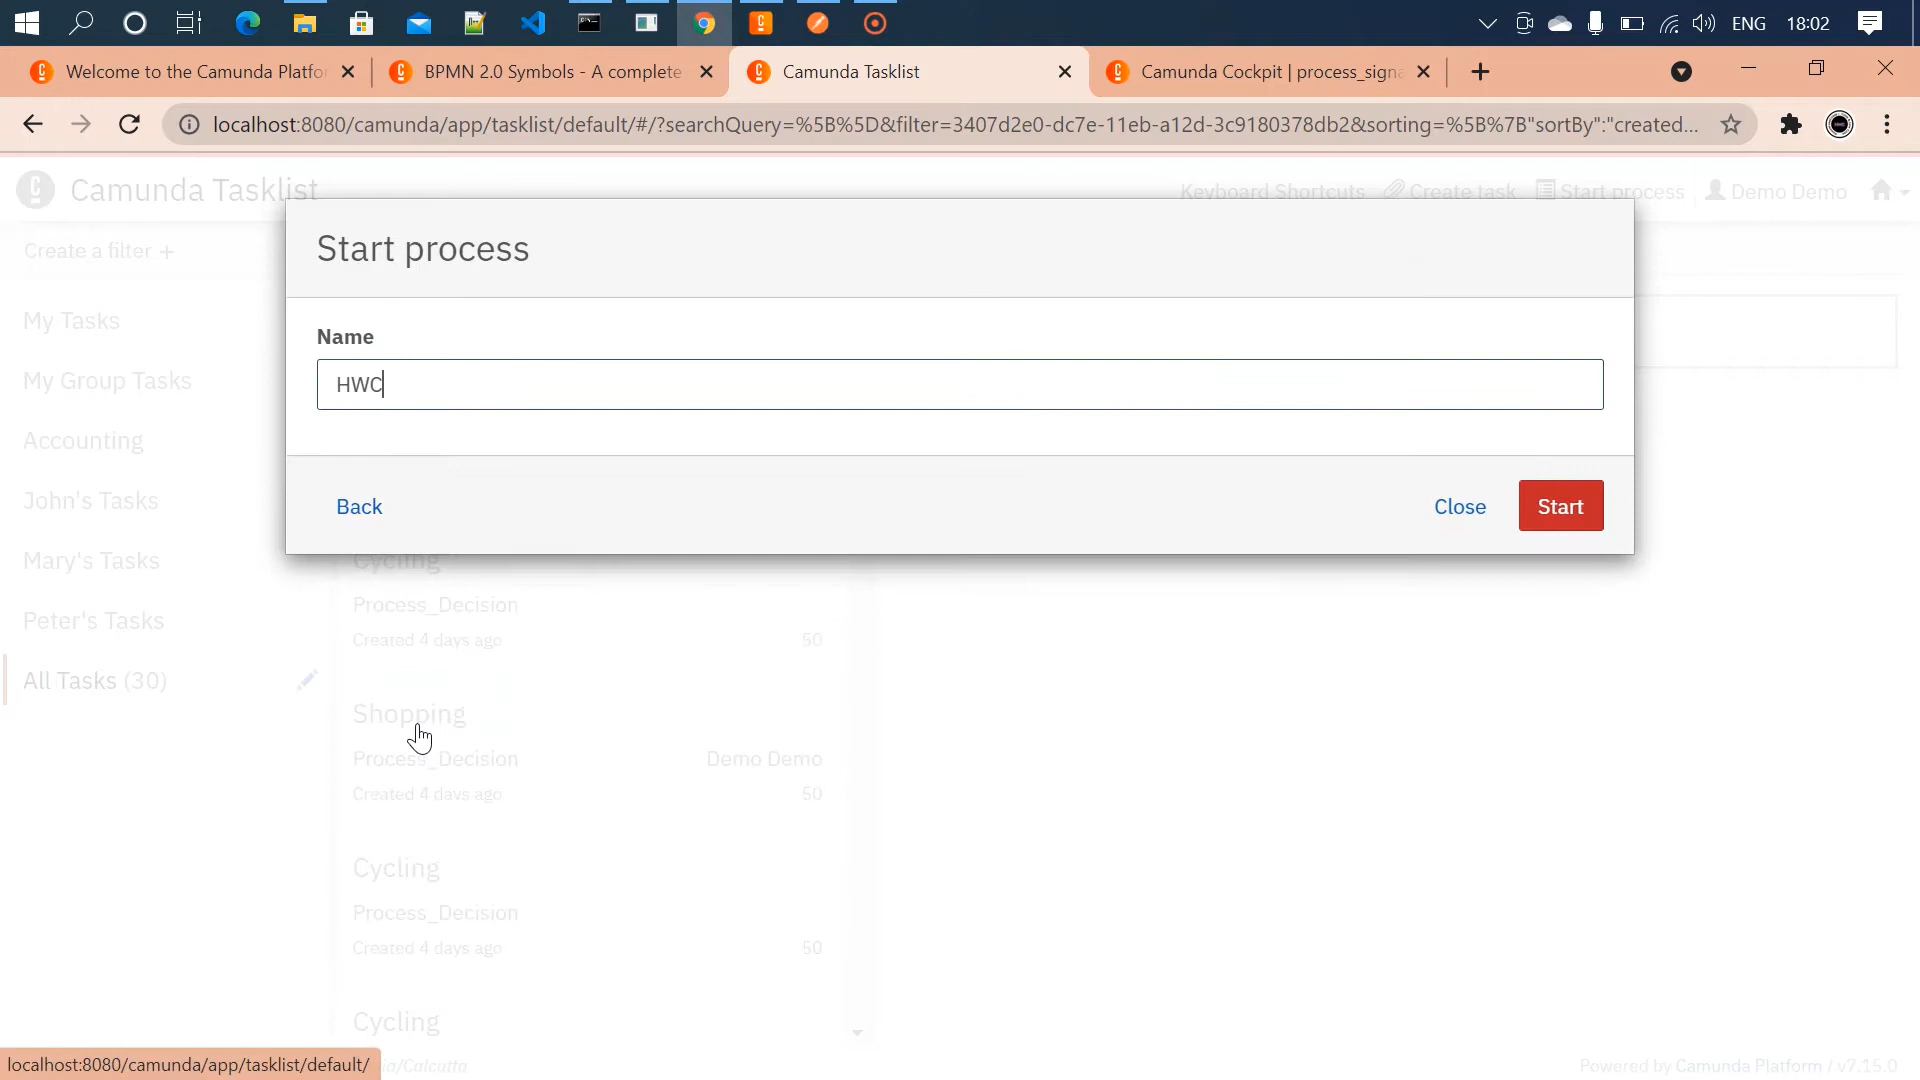 ENG 18:02
Welcome to the Camunda Platfo
BPMN 2.0 Symbols - A complete
Camunda Tasklist
Camunda Cockpit | process_signa
localhost:8080/camunda/app/tasklist/default/#/?searchQuery=%5B%5D&filter=3407d2e0-dc7e-11eb-a12d-3c9180378db2&sorting=%5B%7B"sortBy":"created...
Camunda Tasklist
Keyboard Shortcuts
Create task
Start process
Demo Demo
Create a filter +
My Tasks
My Group Tasks
Accounting
John's Tasks
Mary's Tasks
Peter's Tasks
All Tasks (30)
Start process
Name
HWC
Back
Close
Start
Cycling
Process_Decision
Created 4 days ago 50
Shopping
Process_Decision Demo Demo
Created 4 days ago 50
Cycling
Process_Decision
Created 4 days ago 50
Cycling
localhost:8080/camunda/app/tasklist/default/
ia/Calcutta
Powered by Camunda Platform / v7.15.0